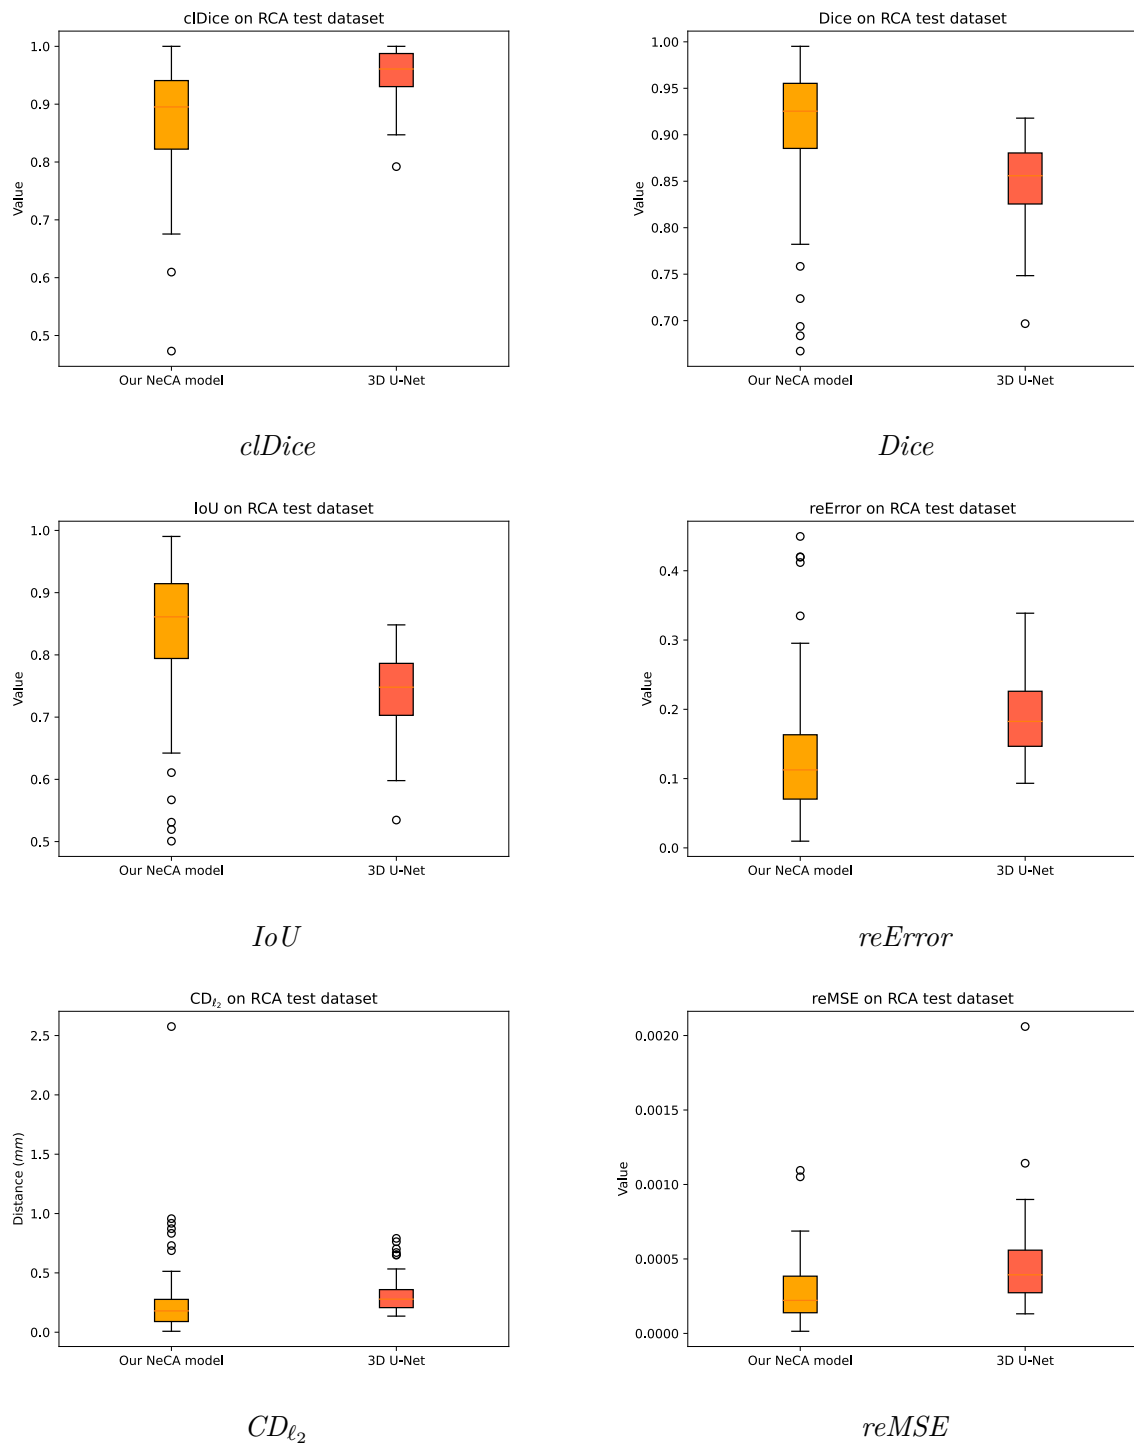 clDice on RCA test dataset
Value
1.0
0.9
0.8
0.7
0.6
0.5
Our NeCA model
3D U-Net
clDice
Dice on RCA test dataset
Value
1.00
0.95
0.90
0.85
0.80
0.75
0.70
Our NeCA model
3D U-Net
Dice
IoU on RCA test dataset
Value
1.0
0.9
0.8
0.7
0.6
0.5
Our NeCA model
3D U-Net
IoU
reError on RCA test dataset
Value
0.4
0.3
0.2
0.1
0.0
Our NeCA model
3D U-Net
reError
CD_{ℓ_2} on RCA test dataset
Distance (mm)
2.5
2.0
1.5
1.0
0.5
0.0
Our NeCA model
3D U-Net
CD_{ℓ_2}
reMSE on RCA test dataset
Value
0.0020
0.0015
0.0010
0.0005
0.0000
Our NeCA model
3D U-Net
reMSE